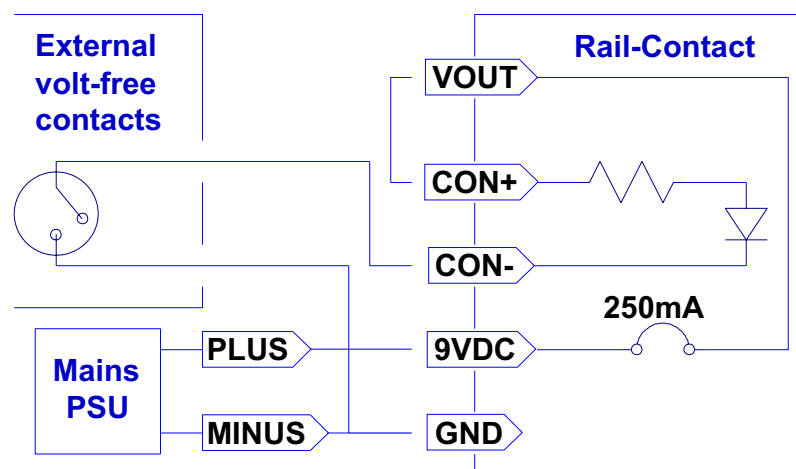 External
volt-free
contacts
Rail-Contact
VOUT
CON+
CON-
250mA
Mains
PSU
PLUS
9VDC
MINUS
GND